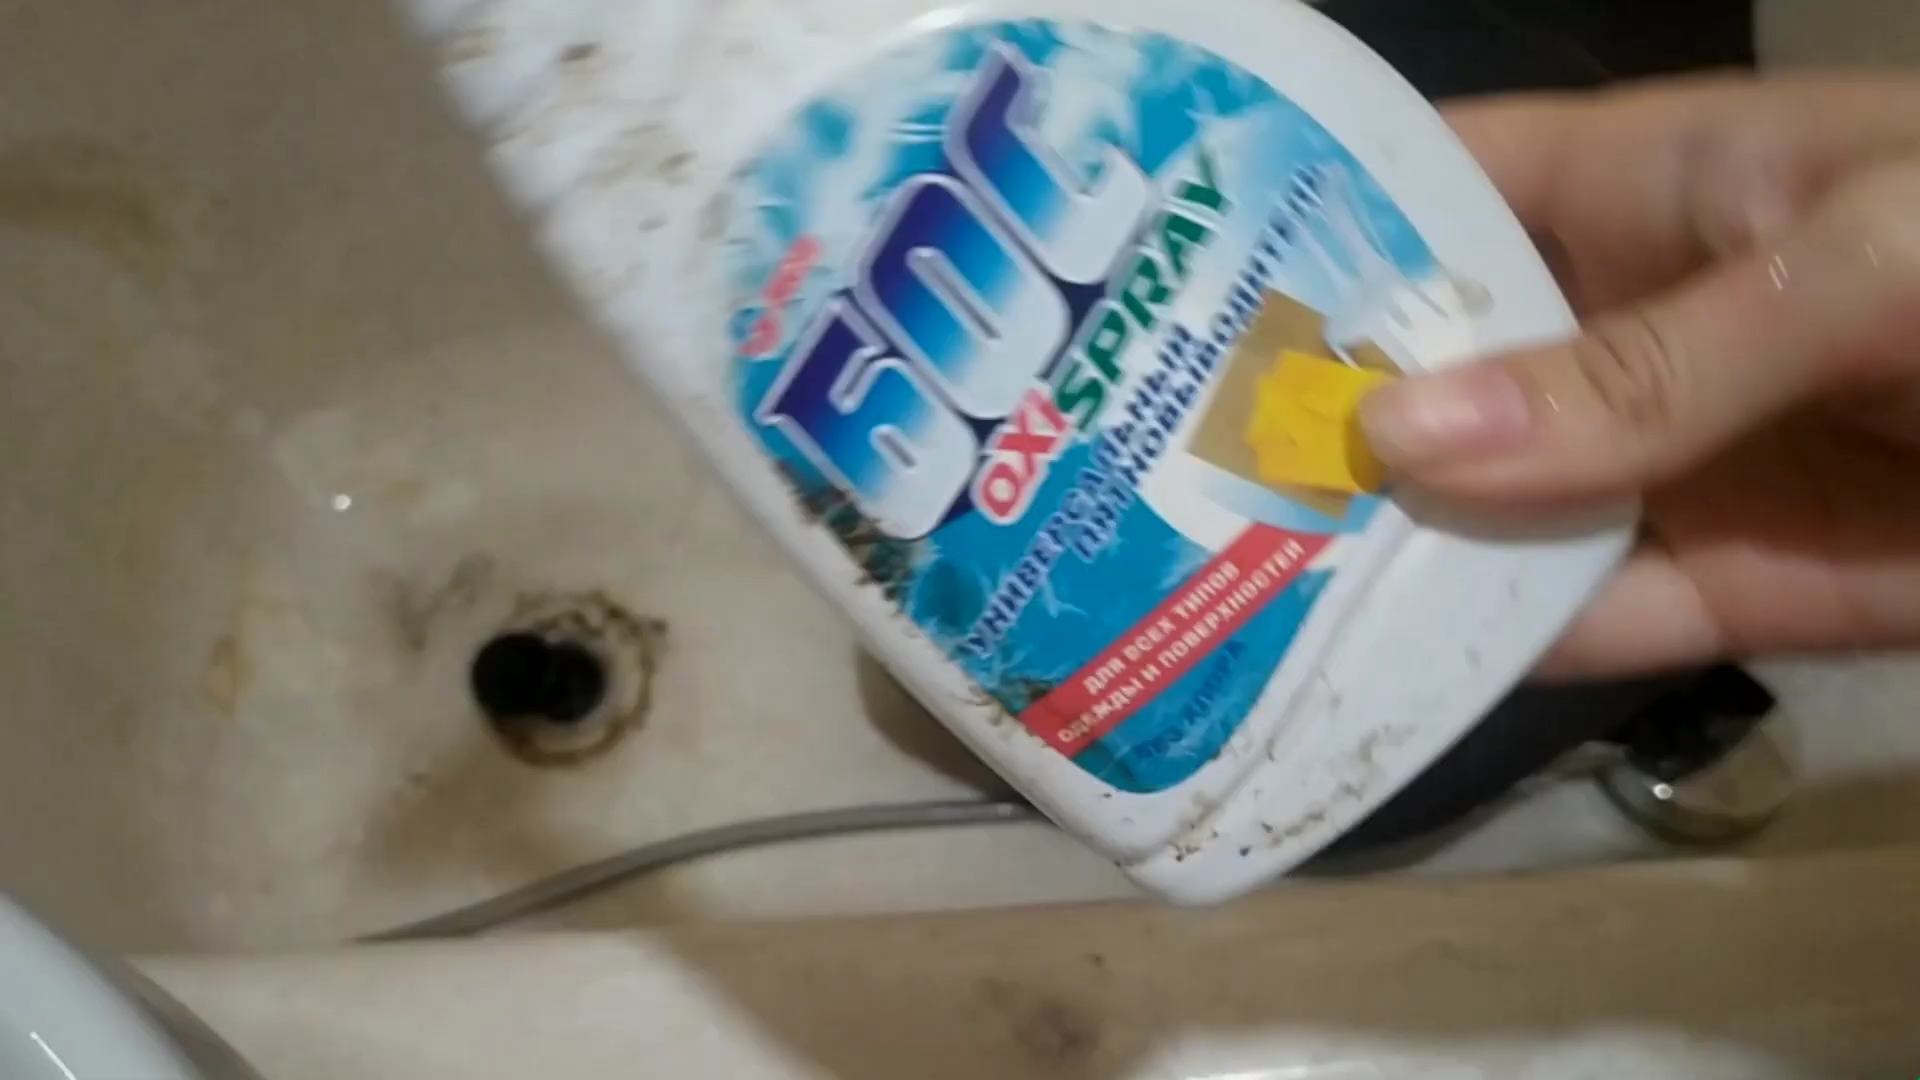 БОС
OXI SPRAY
УНИВЕРСАЛЬНЫЙ
ПЯТНОВЫВОДИТЕЛЬ
ДЛЯ ВСЕХ ТИПОВ
ОДЕЖДЫ И ПОВЕРХНОСТЕЙ
БЕЗ ХЛОРА